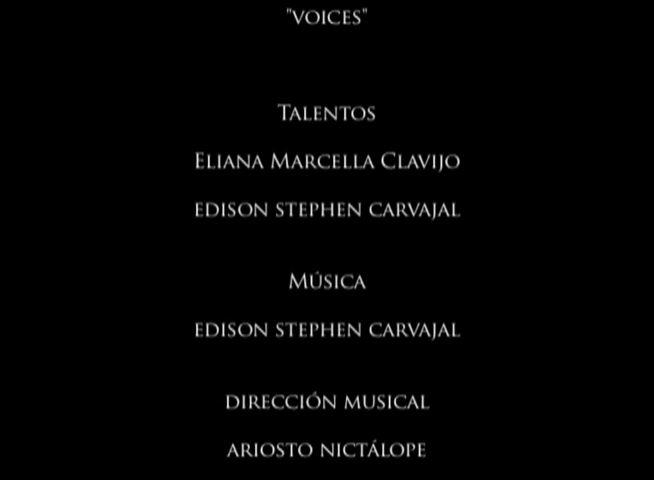 "VOICES"
TALENTOS
ELIANA MARCELLA CLAVIJO
EDISON STEPHEN CARVAJAL
MÚSICA
EDISON STEPHEN CARVAJAL
DIRECCIÓN MUSICAL
ARIOSTO NICTÁLOPE